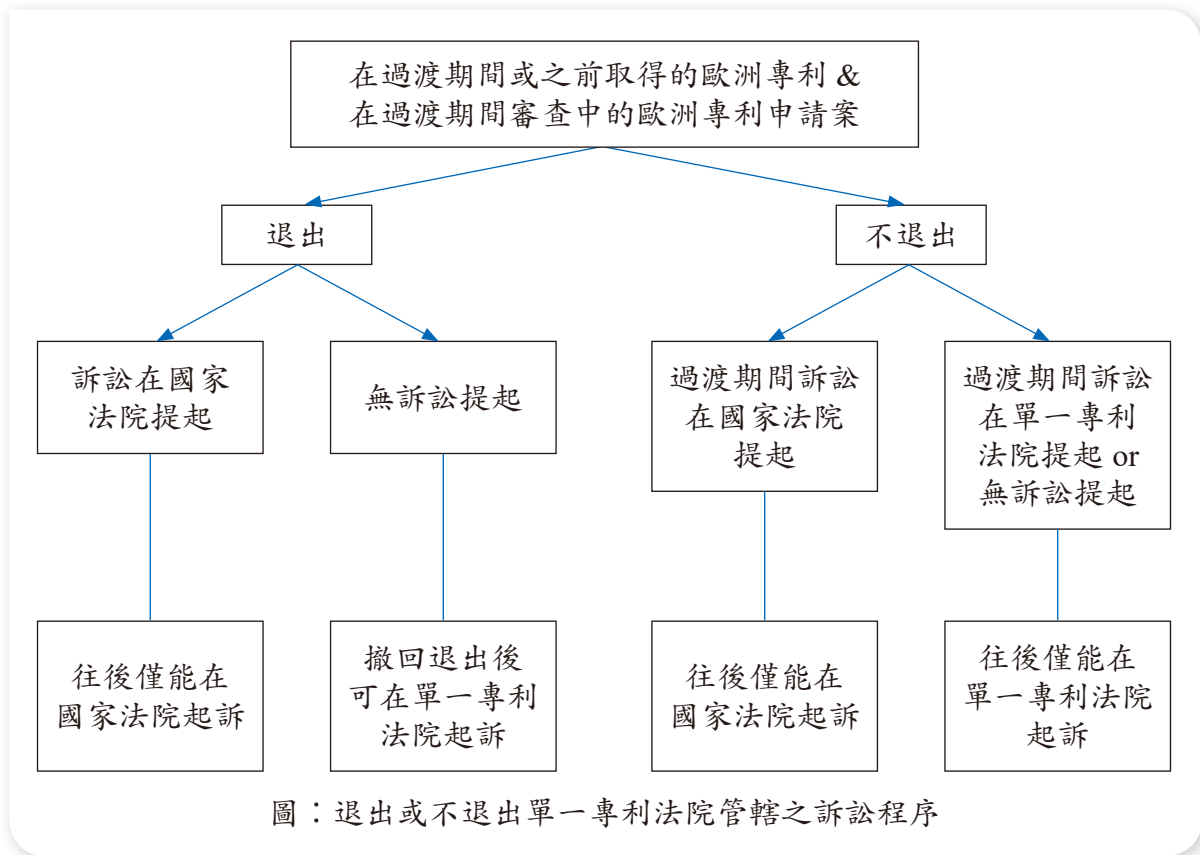 在過渡期間或之前取得的歐洲專利 &
在過渡期間審查中的歐洲專利申請案
退出
不退出
訴訟在國家
法院提起
無訴訟提起
過渡期間訴訟
在國家法院
提起
過渡期間訴訟
在單一專利
法院提起 or
無訴訟提起
往後僅能在
國家法院起訴
撤回退出後
可在單一專利
法院起訴
往後僅能在
國家法院起訴
往後僅能在
單一專利法院
起訴
圖：退出或不退出單一專利法院管轄之訴訟程序